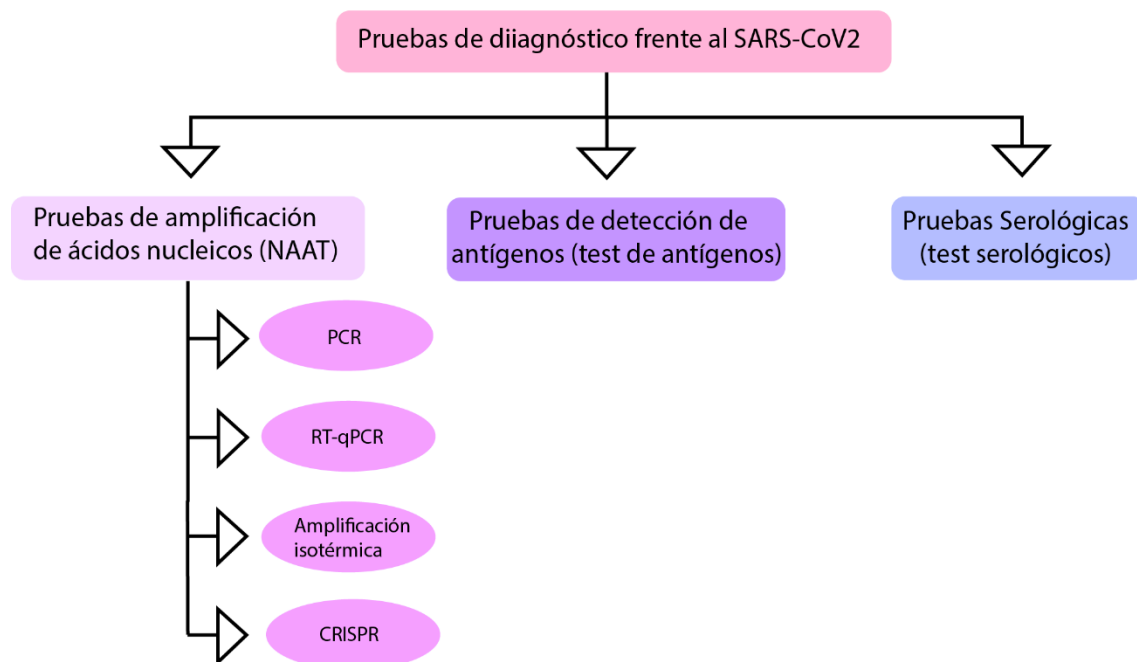 Pruebas de diiagnóstico frente al SARS-CoV2
Pruebas de amplificación
de ácidos nucleicos (NAAT)
Pruebas de detección de
antígenos (test de antígenos)
Pruebas Serológicas
(test serológicos)
PCR
RT-qPCR
Amplificación
isotérmica
CRISPR